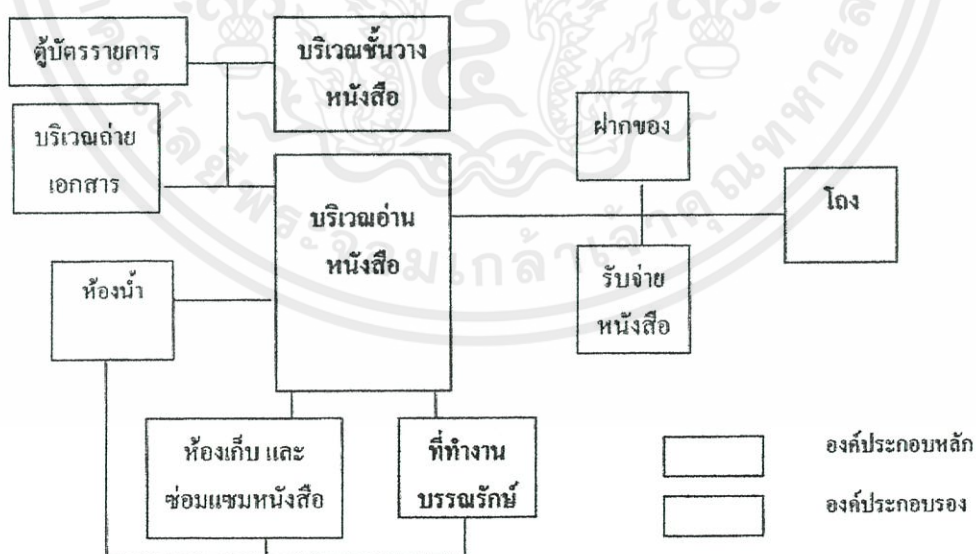 ตู้บัตรรายการ
บริเวณชั้นวาง
หนังสือ
บริเวณถ่าย
เอกสาร
ฝากของ
โถง
บริเวณอ่าน
หนังสือ
ห้องน้ำ
รับจ่าย
หนังสือ
ห้องเก็บ และ
ซ่อมแซมหนังสือ
ที่ทำงาน
บรรณรักษ์
องค์ประกอบหลัก
องค์ประกอบรอง